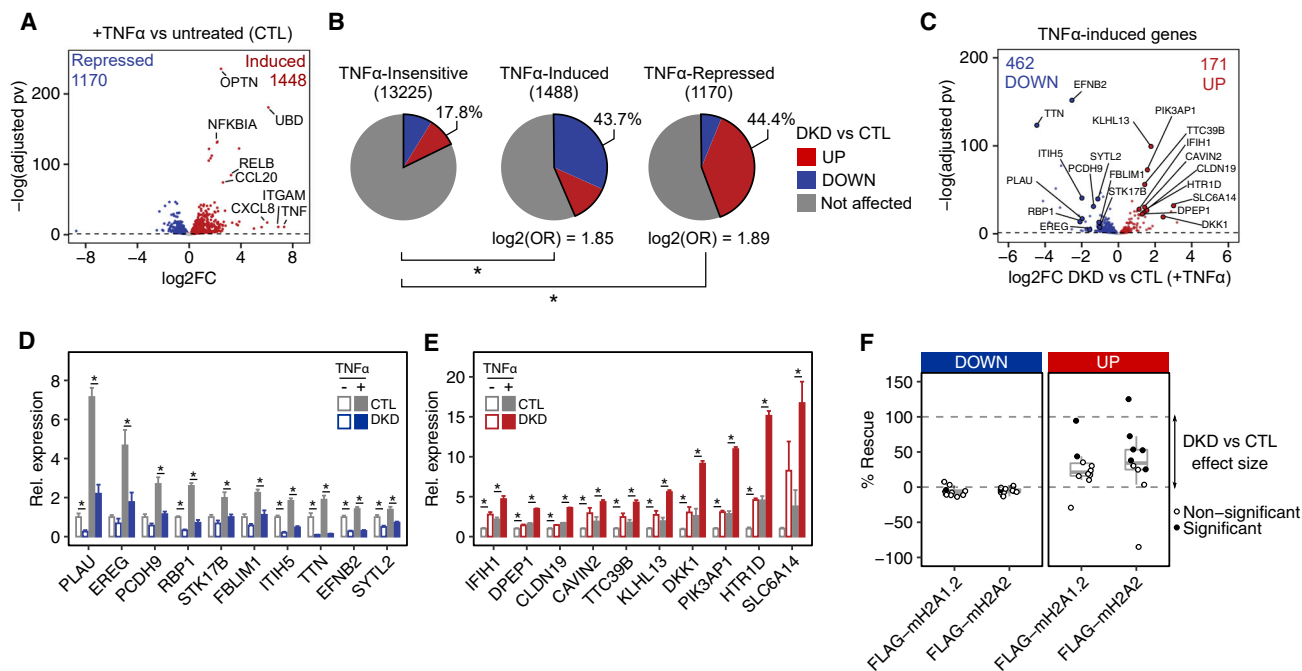 A
+TNFα vs untreated (CTL)
Repressed
1170
Induced
1448
OPTN
UBD
NFKBIA
RELB
CCL20
ITGAM
CXCL8
TNF
−log(adjusted pv)
200
100
0
−8
−4
0
4
8
log2FC
B
TNFα-Insensitive
(13225)
17.8%
TNFα-Induced
(1488)
43.7%
log2(OR) = 1.85
TNFα-Repressed
(1170)
44.4%
log2(OR) = 1.89
*
*
DKD vs CTL
UP
DOWN
Not affected
C
TNFα-induced genes
462
DOWN
171
UP
EFNB2
TTN
KLHL13
PIK3AP1
TTC39B
IFIH1
CAVIN2
CLDN19
HTR1D
SLC6A14
DPEP1
DKK1
ITIH5
SYTL2
PCDH9
FBLIM1
PLAU
STK17B
RBP1
EREG
−log(adjusted pv)
200
100
0
−6
−4
−2
0
2
4
6
log2FC DKD vs CTL (+TNFα)
D
Rel. expression
8
6
4
2
0
TNFα
- +
CTL
DKD
* * * * * * * * * *
PLAU
EREG
PCDH9
RBP1
STK17B
FBLIM1
ITIH5
TTN
EFNB2
SYTL2
E
Rel. expression
20
15
10
5
0
TNFα
- +
CTL
DKD
* * * * * * * * * *
IFIH1
DPEP1
CLDN19
CAVIN2
TTC39B
KLHL13
DKK1
PIK3AP1
HTR1D
SLC6A14
F
DOWN
UP
% Rescue
150
100
50
0
−50
−100
FLAG−mH2A1.2
FLAG−mH2A2
FLAG−mH2A1.2
FLAG−mH2A2
DKD vs CTL
effect size
Non−significant
Significant